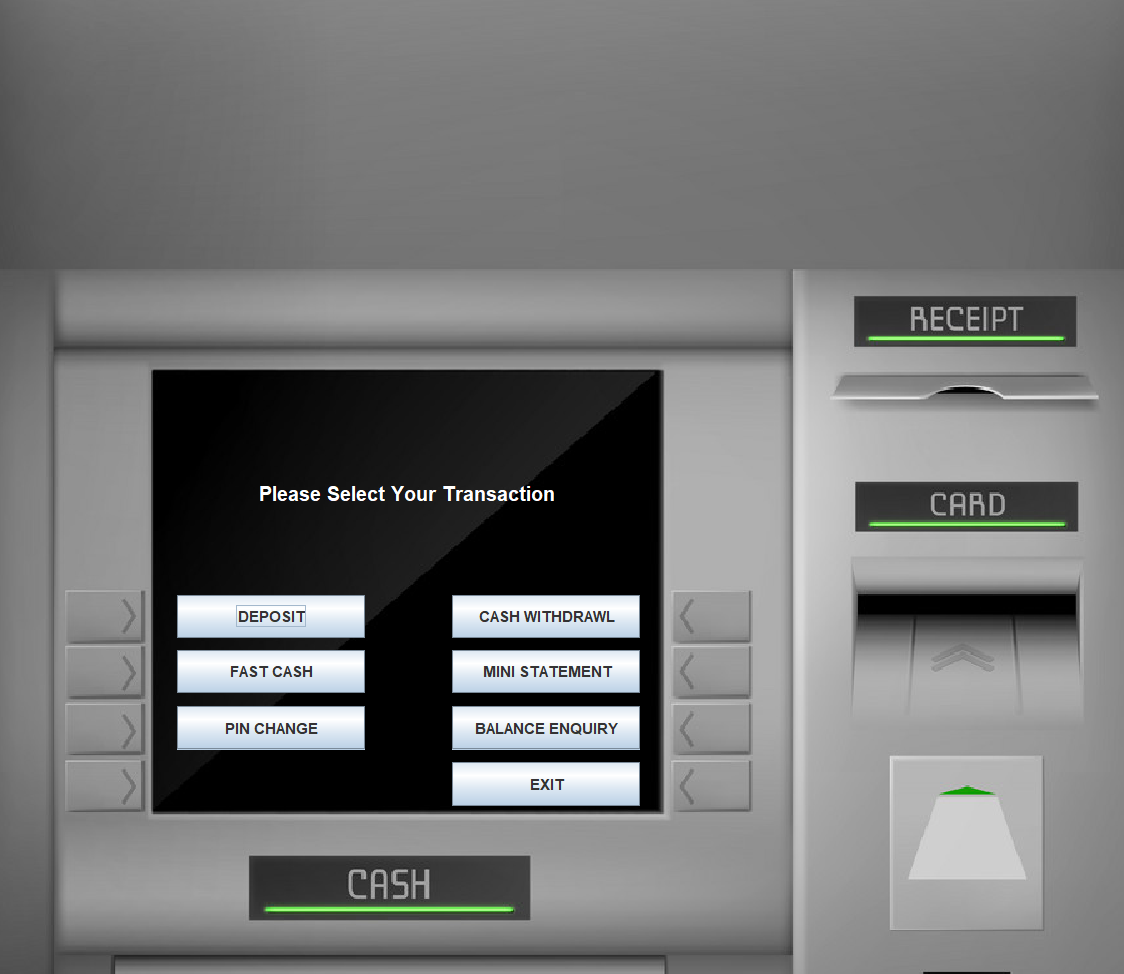 RECEIPT
Please Select Your Transaction
CARD
DEPOSIT
CASH WITHDRAWL
FAST CASH
MINI STATEMENT
PIN CHANGE
BALANCE ENQUIRY
EXIT
CASH